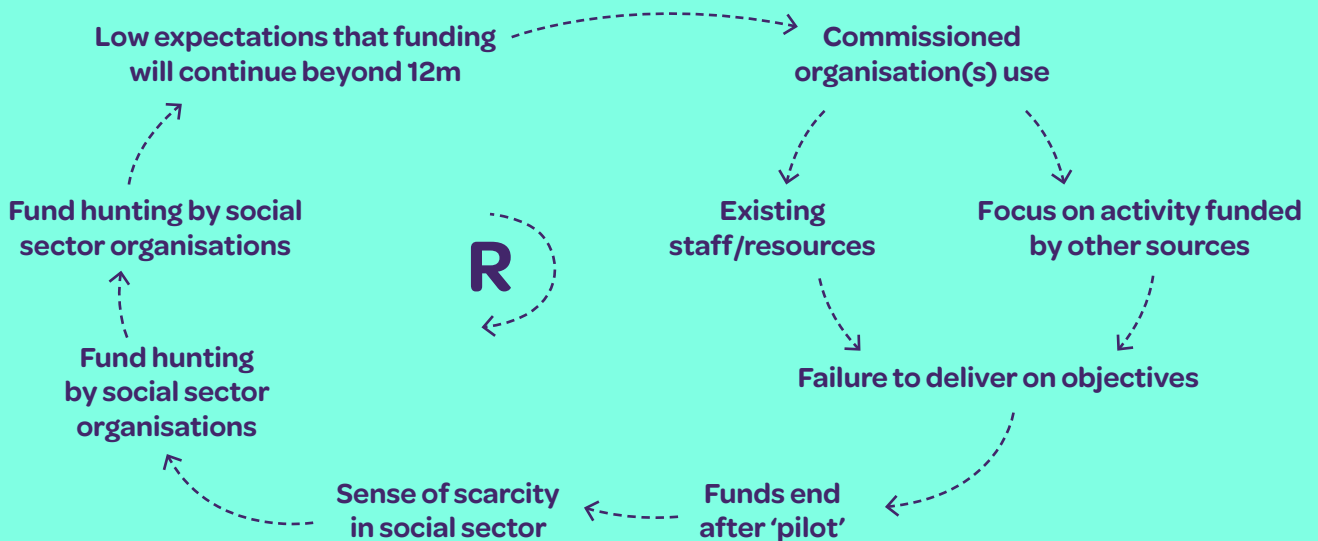 Low expectations that funding
will continue beyond 12m
Commissioned
organisation(s) use
Existing
staff/resources
Focus on activity funded
by other sources
Failure to deliver on objectives
Funds end
after ‘pilot’
Sense of scarcity
in social sector
Fund hunting
by social sector
organisations
Fund hunting by social
sector organisations
R